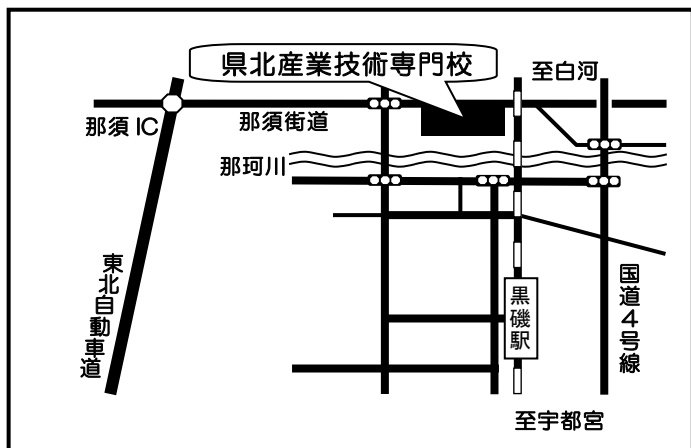 県北産業技術専門校
至白河
那須IC
那須街道
那珂川
東北自動車道
黒磯駅
国道4号線
至宇都宮